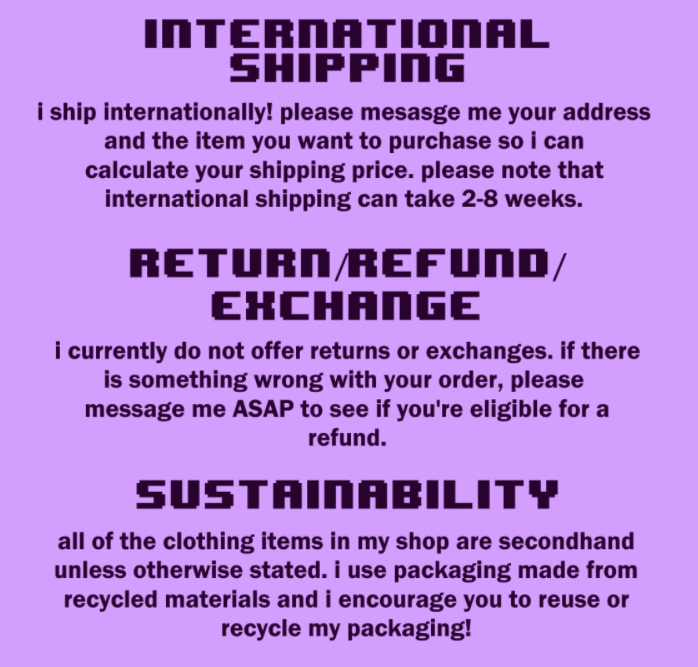 INTERNATIONAL
SHIPPING
i ship internationally! please mesasge me your address
and the item you want to purchase so i can
calculate your shipping price. please note that
international shipping can take 2-8 weeks.
RETURN/REFUND/
EXCHANGE
i currently do not offer returns or exchanges. if there
is something wrong with your order, please
message me ASAP to see if you're eligible for a
refund.
SUSTAINABILITY
all of the clothing items in my shop are secondhand
unless otherwise stated. i use packaging made from
recycled materials and i encourage you to reuse or
recycle my packaging!